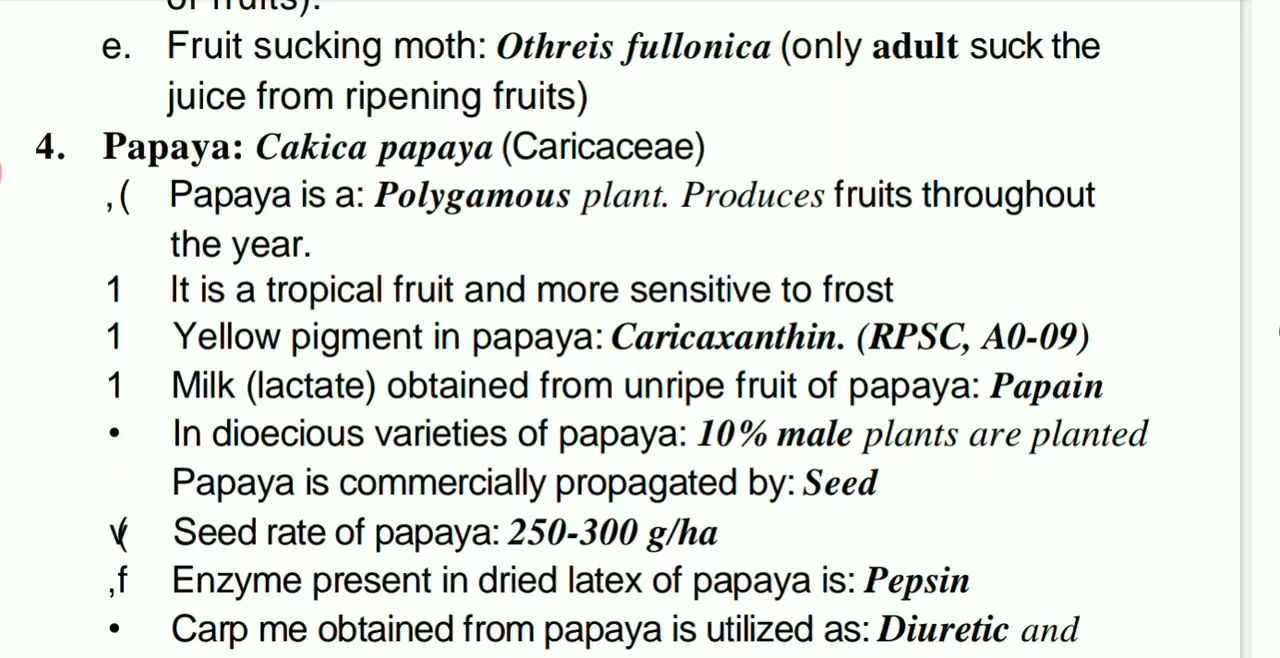 e. Fruit sucking moth: Othreis fullonica (only adult suck the
juice from ripening fruits)
4. Papaya: Cakica papaya (Caricaceae)
,( Papaya is a: Polygamous plant. Produces fruits throughout
the year.
1 It is a tropical fruit and more sensitive to frost
1 Yellow pigment in papaya: Caricaxanthin. (RPSC, A0-09)
1 Milk (lactate) obtained from unripe fruit of papaya: Papain
• In dioecious varieties of papaya: 10% male plants are planted
Papaya is commercially propagated by: Seed
Seed rate of papaya: 250-300 g/ha
,f Enzyme present in dried latex of papaya is: Pepsin
• Carp me obtained from papaya is utilized as: Diuretic and